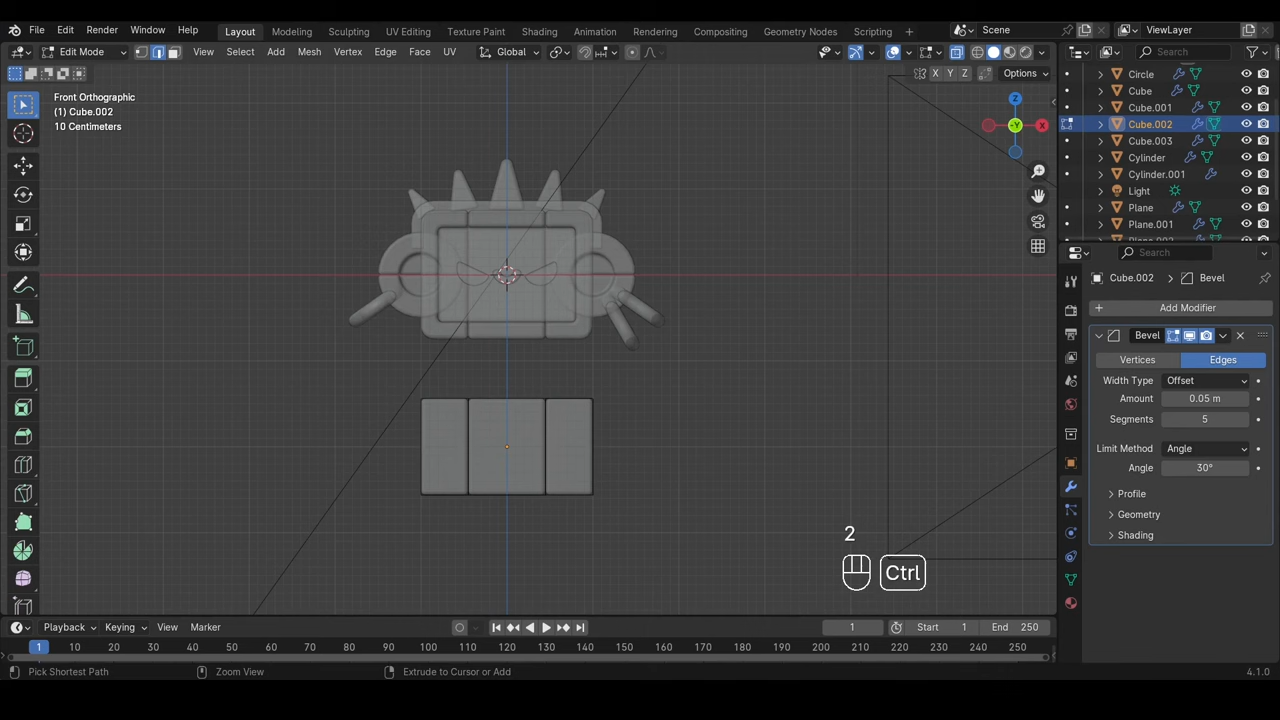 File Edit Render Window Help Layout Modeling Sculpting UV Editing Texture Paint Shading Animation Rendering Compositing Geometry Nodes Scripting + Scene ViewLayer
Edit Mode View Select Add Mesh Vertex Edge Face UV Global Search
X Y Z Options
Front Orthographic
(1) Cube.002
10 Centimeters
Z
-Y
X
Circle
Cube
Cube.001
Cube.002
Cube.003
Cylinder
Cylinder.001
Light
Plane
Plane.001
Search
Cube.002 > Bevel
+ Add Modifier
Bevel
Vertices Edges
Width Type Offset
Amount 0.05 m
Segments 5
Limit Method Angle
Angle 30°
> Profile
> Geometry
> Shading
2
Ctrl
Playback Keying View Marker 1 Start 1 End 250
1 10 20 30 40 50 60 70 80 90 100 110 120 130 140 150 160 170 180 190 200 210 220 230 240 250
Pick Shortest Path Zoom View Extrude to Cursor or Add 4.1.0